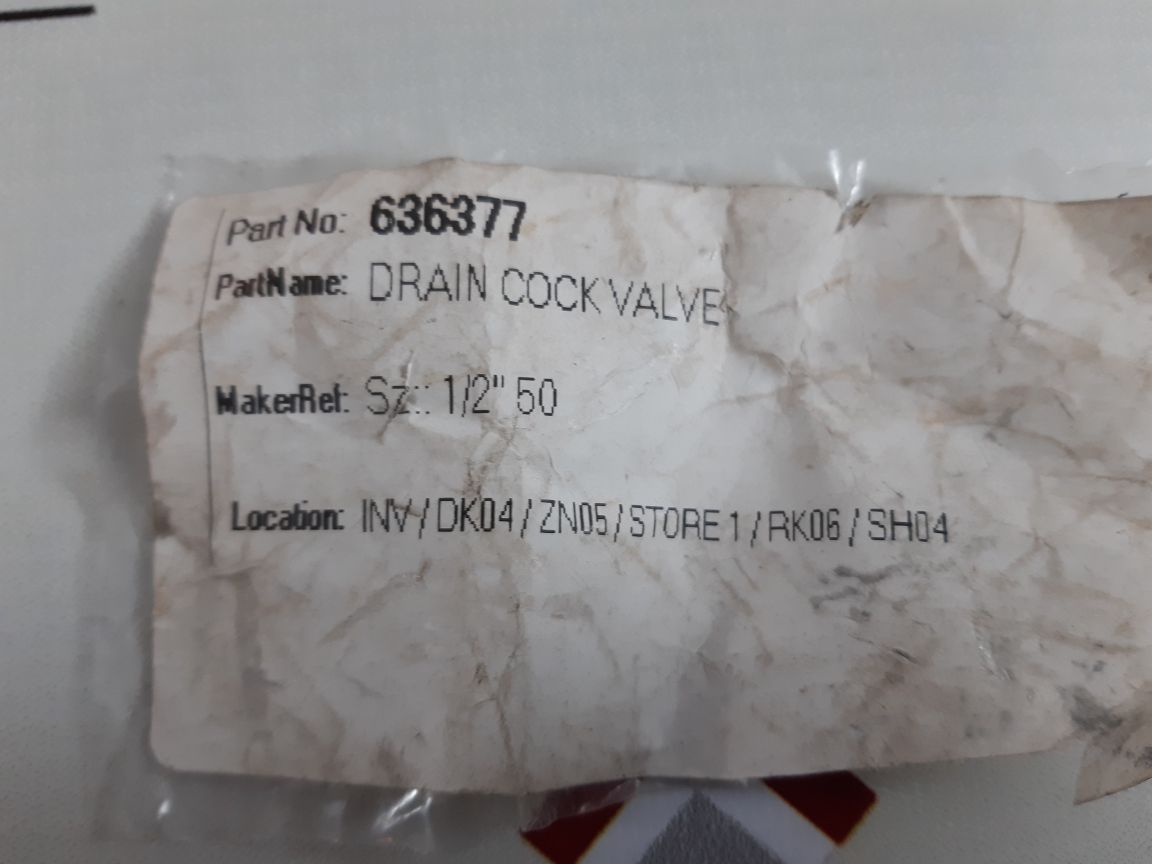 Part No: 636377
PartName: DRAIN COCK VALVE
MakerRef: Sz:: 1/2" 50
Location: INV / DK04 / ZN05 / STORE 1 / RK06 / SH04